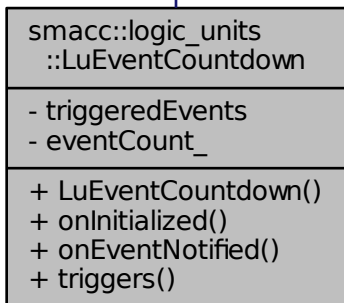 smacc::logic_units
::LuEventCountdown
- triggeredEvents
- eventCount_
+ LuEventCountdown()
+ onInitialized()
+ onEventNotified()
+ triggers()